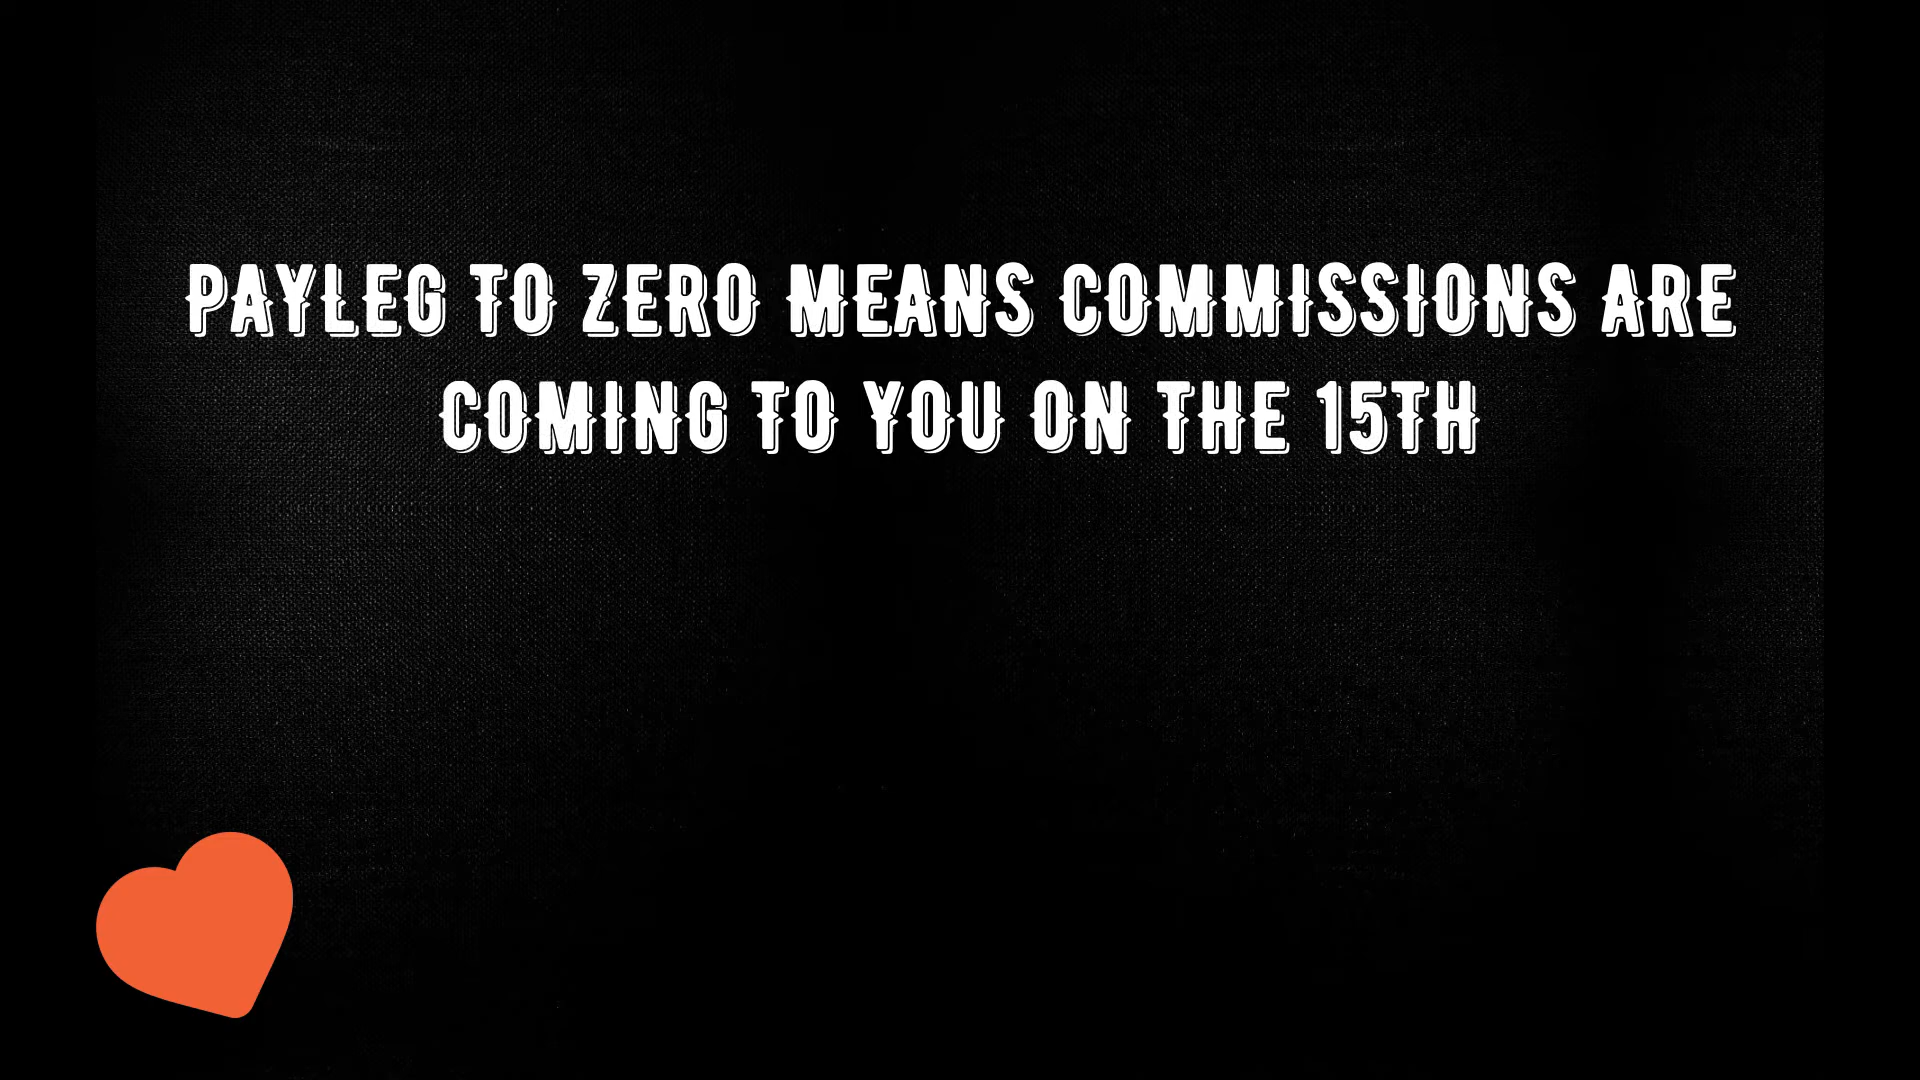 PAYLEG TO ZERO MEANS COMMISSIONS ARE
COMING TO YOU ON THE 15TH